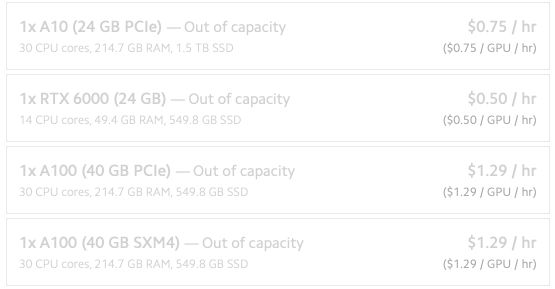 1x A10 (24 GB PCIe) — Out of capacity
$0.75 / hr
30 CPU cores, 214.7 GB RAM, 1.5 TB SSD
($0.75 / GPU / hr)
1x RTX 6000 (24 GB) — Out of capacity
$0.50 / hr
14 CPU cores, 49.4 GB RAM, 549.8 GB SSD
($0.50 / GPU / hr)
1x A100 (40 GB PCIe) — Out of capacity
$1.29 / hr
30 CPU cores, 214.7 GB RAM, 549.8 GB SSD
($1.29 / GPU / hr)
1x A100 (40 GB SXM4) — Out of capacity
$1.29 / hr
30 CPU cores, 214.7 GB RAM, 549.8 GB SSD
($1.29 / GPU / hr)